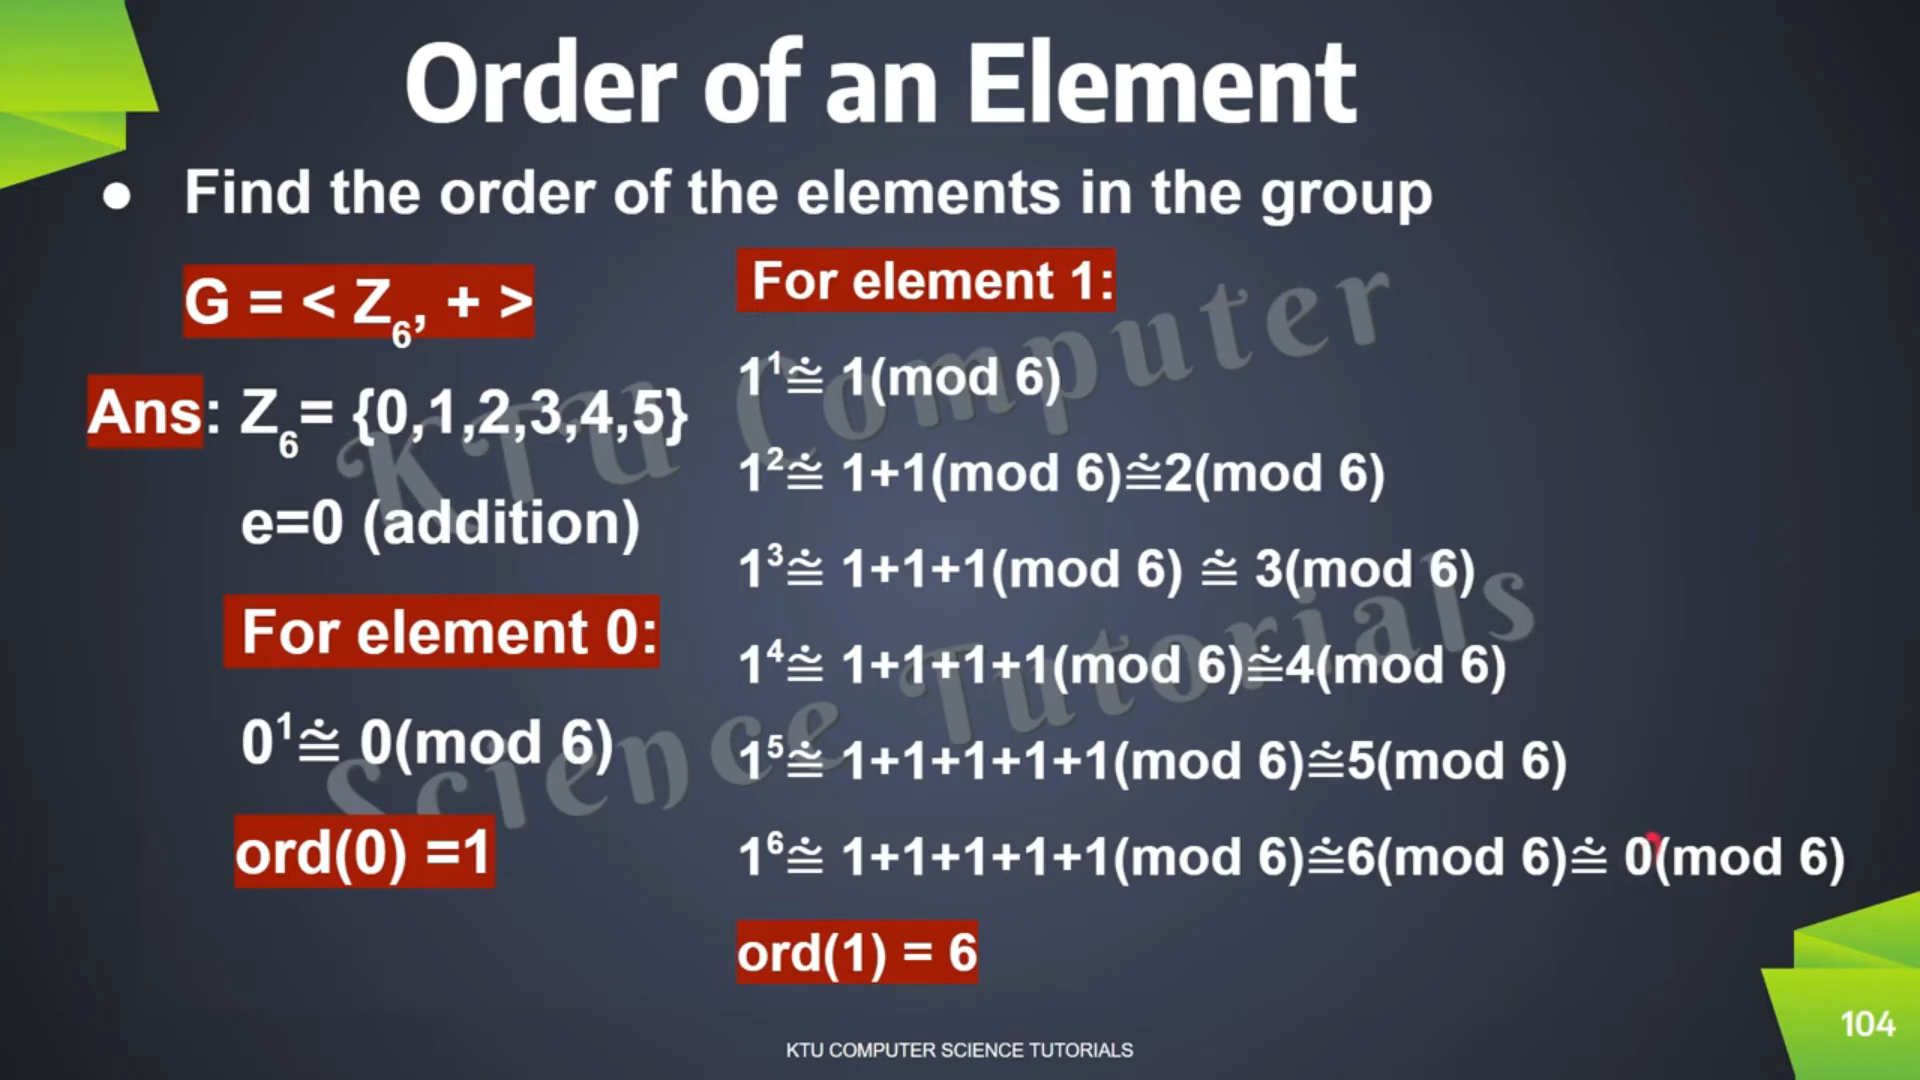 Order of an Element
● Find the order of the elements in the group
G = < Z₆, + >
Ans: Z₆= {0,1,2,3,4,5}
e=0 (addition)
For element 0:
0¹≊ 0(mod 6)
ord(0) =1
For element 1:
1¹≊ 1(mod 6)
1²≊ 1+1(mod 6)≊2(mod 6)
1³≊ 1+1+1(mod 6) ≊ 3(mod 6)
1⁴≊ 1+1+1+1(mod 6)≊4(mod 6)
1⁵≊ 1+1+1+1+1(mod 6)≊5(mod 6)
1⁶≊ 1+1+1+1+1(mod 6)≊6(mod 6)≊ 0(mod 6)
ord(1) = 6
KTU Computer
Science Tutorials
KTU COMPUTER SCIENCE TUTORIALS
104